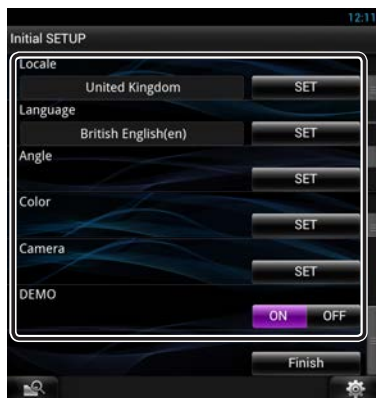 12:11
Initial SETUP
Locale
United Kingdom SET
Language
British English(en) SET
Angle
SET
Color
SET
Camera
SET
DEMO
ON OFF
Finish